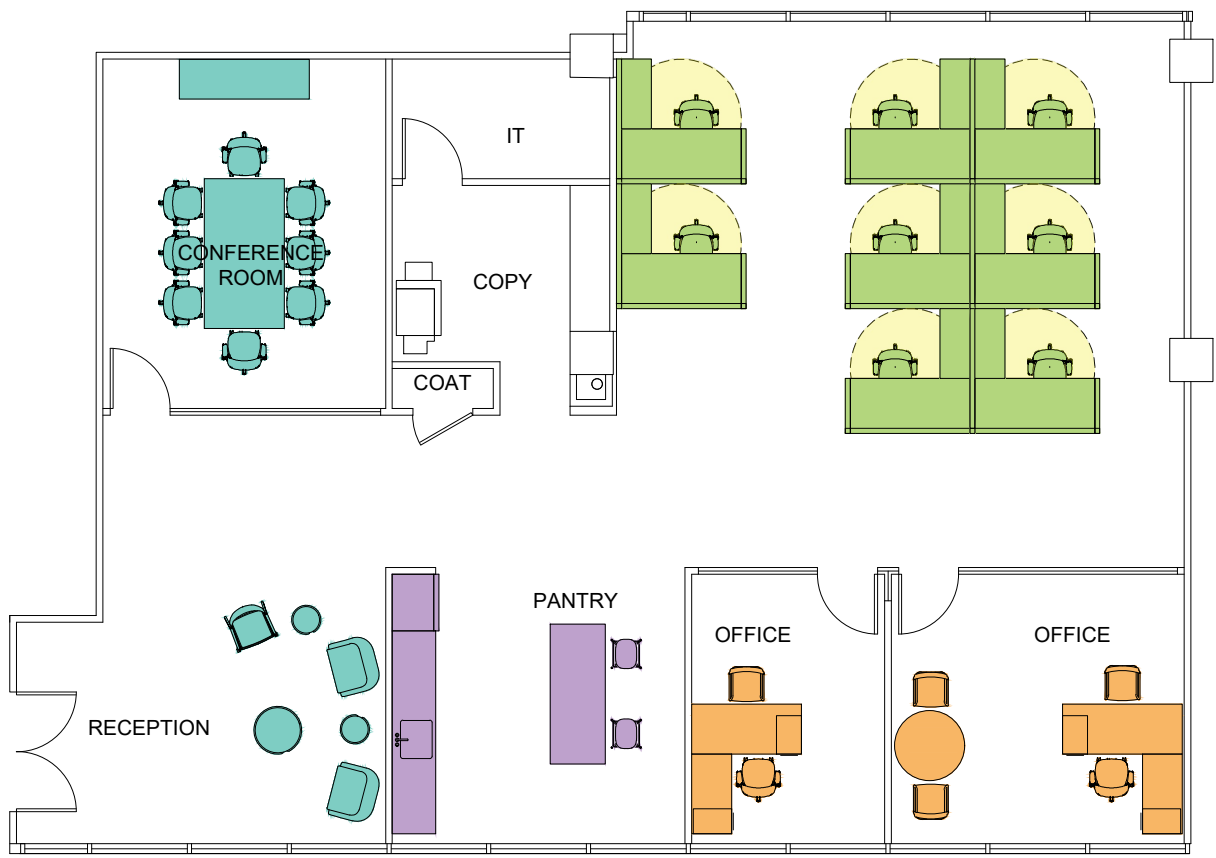 IT
CONFERENCE
ROOM
COPY
COAT
PANTRY
OFFICE
OFFICE
RECEPTION